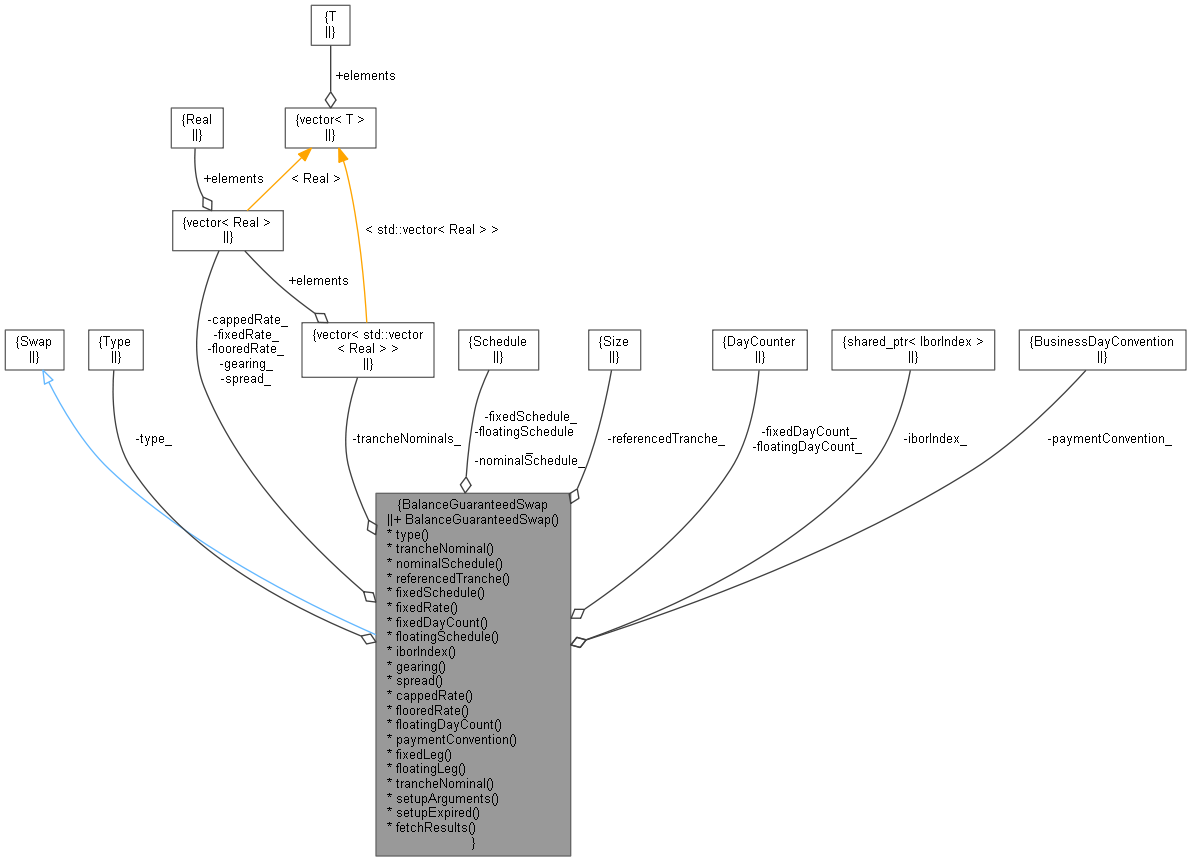 {T
||}
+elements
{Real
||}
{vector< T >
||}
+elements
< Real >
{vector< Real >
||}
< std::vector< Real > >
+elements
-cappedRate_
-fixedRate_
-flooredRate_
-gearing_
-spread_
{Swap
||}
{Type
||}
{vector< std::vector
< Real > >
||}
{Schedule
||}
{Size
||}
{DayCounter
||}
{shared_ptr< IborIndex >
||}
{BusinessDayConvention
||}
-type_
-trancheNominals_
-fixedSchedule_
-floatingSchedule
_
-nominalSchedule_
-referencedTranche_
-fixedDayCount_
-floatingDayCount_
-iborIndex_
-paymentConvention_
{BalanceGuaranteedSwap
||+ BalanceGuaranteedSwap()
* type()
* trancheNominal()
* nominalSchedule()
* referencedTranche()
* fixedSchedule()
* fixedRate()
* fixedDayCount()
* floatingSchedule()
* iborIndex()
* gearing()
* spread()
* cappedRate()
* flooredRate()
* floatingDayCount()
* paymentConvention()
* fixedLeg()
* floatingLeg()
* trancheNominal()
* setupArguments()
* setupExpired()
* fetchResults()
}